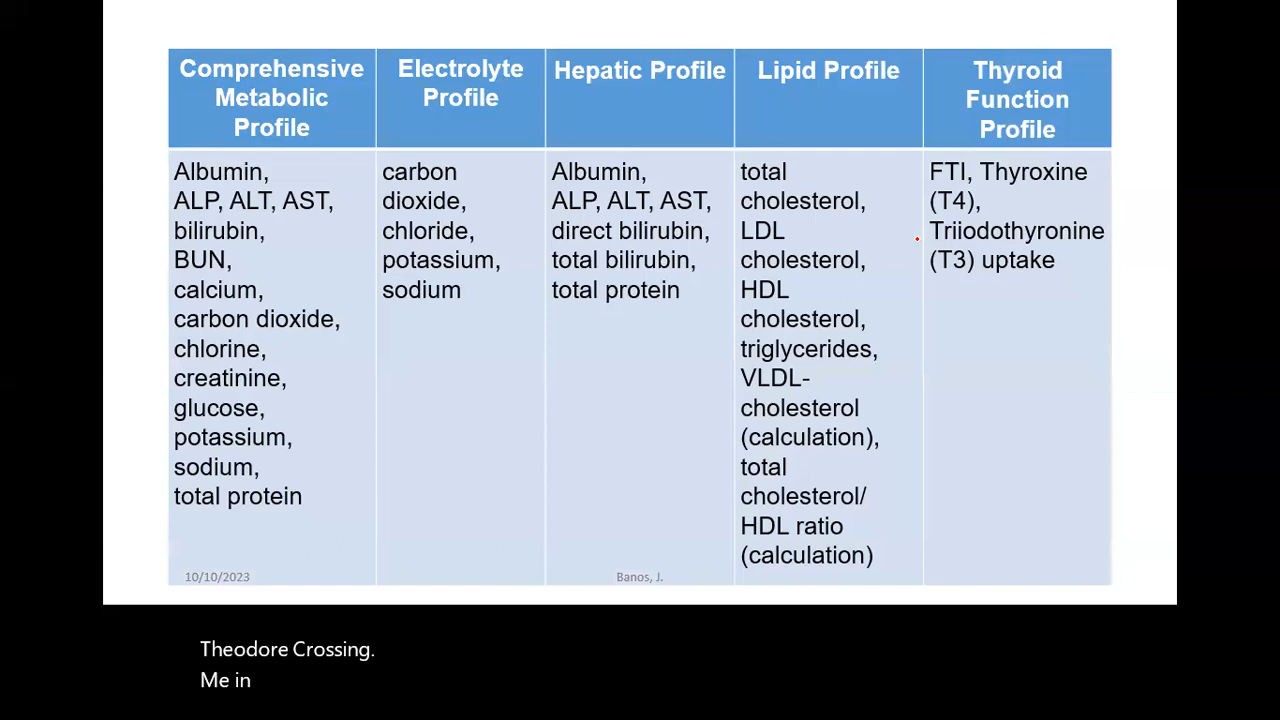 Comprehensive
Metabolic
Profile
Electrolyte
Profile
Hepatic Profile
Lipid Profile
Thyroid
Function
Profile
Albumin,
ALP, ALT, AST,
bilirubin,
BUN,
calcium,
carbon dioxide,
chlorine,
creatinine,
glucose,
potassium,
sodium,
total protein
carbon
dioxide,
chloride,
potassium,
sodium
Albumin,
ALP, ALT, AST,
direct bilirubin,
total bilirubin,
total protein
total
cholesterol,
LDL
cholesterol,
HDL
cholesterol,
triglycerides,
VLDL-
cholesterol
(calculation),
total
cholesterol/
HDL ratio
(calculation)
FTI, Thyroxine
(T4),
Triiodothyronine
(T3) uptake
10/10/2023
Banos, J.
Theodore Crossing.
Me in